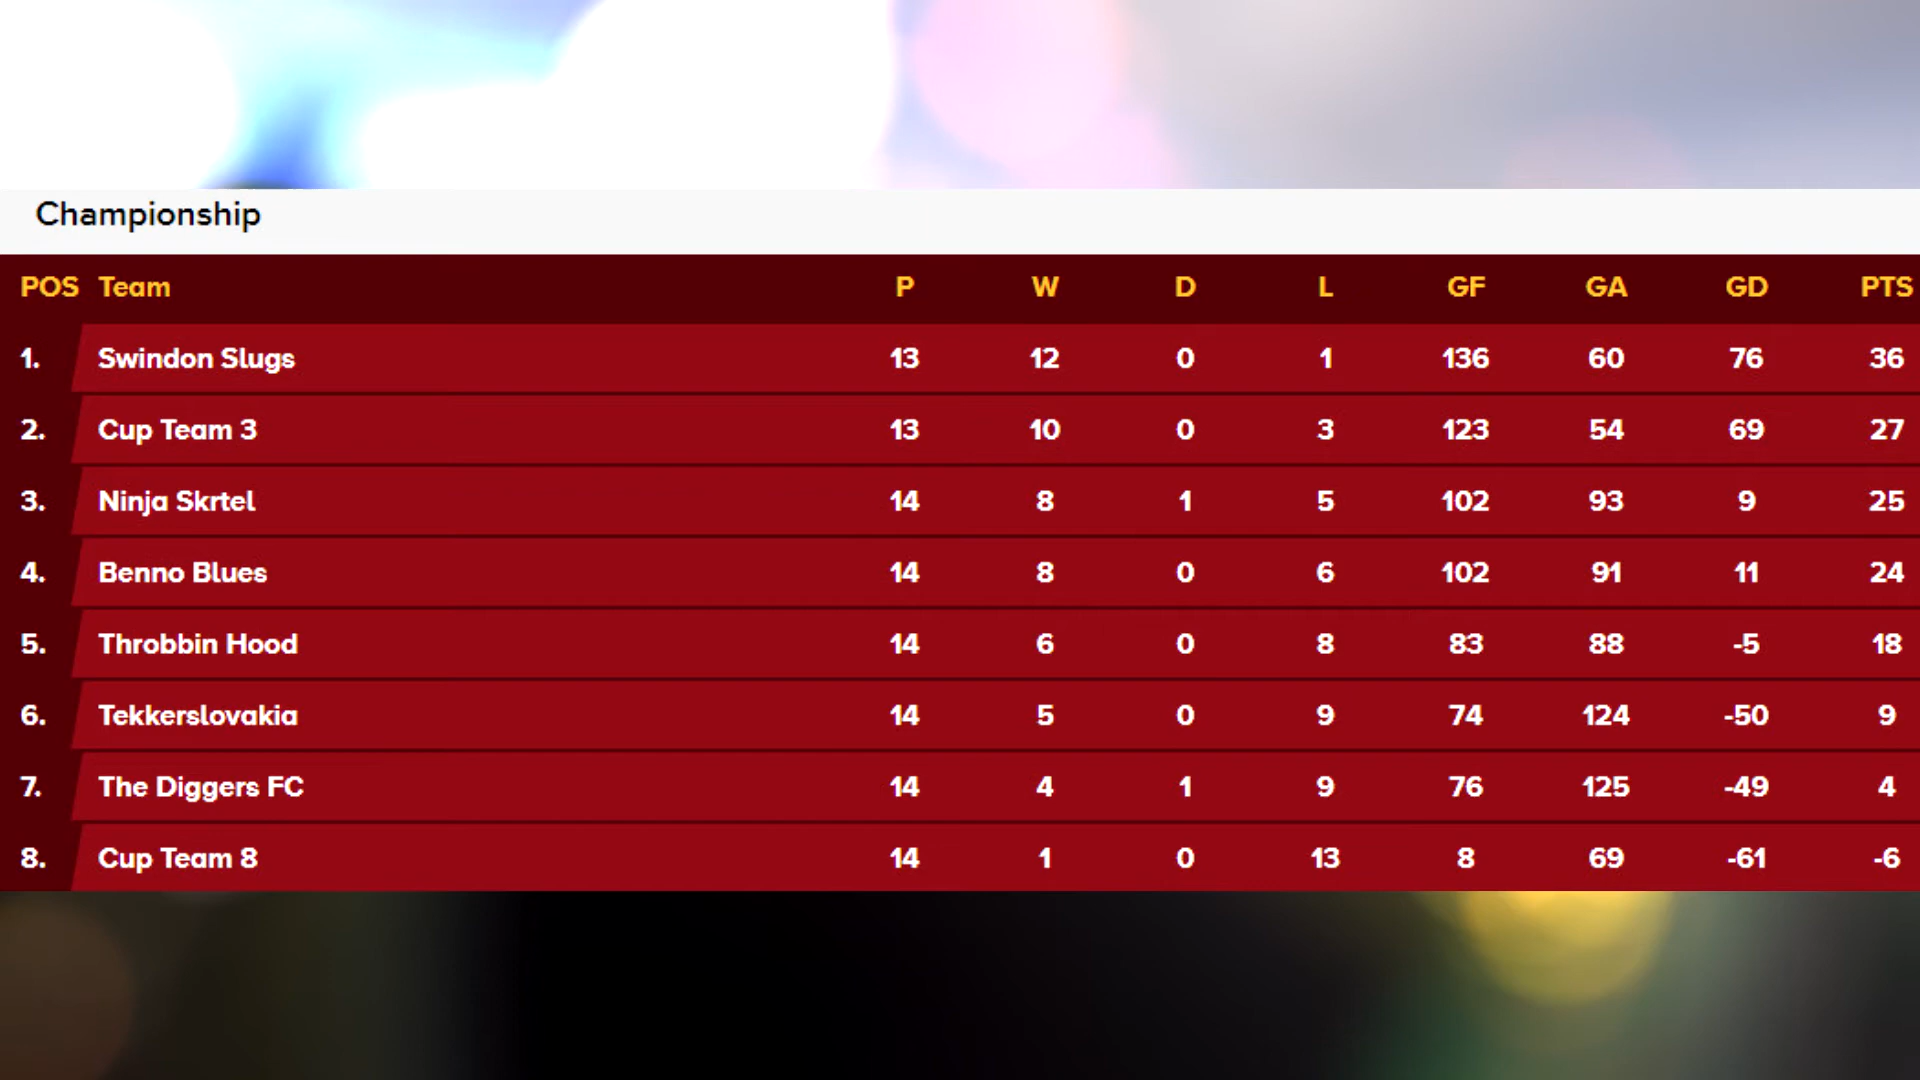 Championship
POS Team P W D L GF GA GD PTS
1. Swindon Slugs 13 12 0 1 136 60 76 36
2. Cup Team 3 13 10 0 3 123 54 69 27
3. Ninja Skrtel 14 8 1 5 102 93 9 25
4. Benno Blues 14 8 0 6 102 91 11 24
5. Throbbin Hood 14 6 0 8 83 88 -5 18
6. Tekkerslovakia 14 5 0 9 74 124 -50 9
7. The Diggers FC 14 4 1 9 76 125 -49 4
8. Cup Team 8 14 1 0 13 8 69 -61 -6